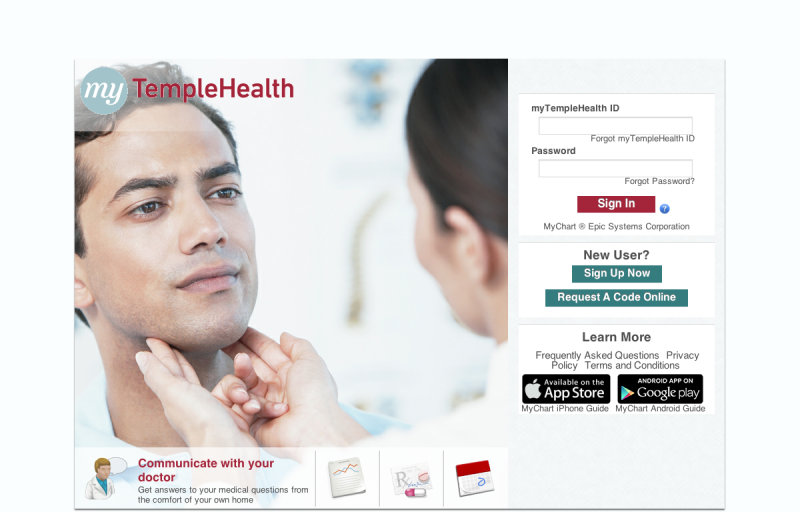 my TempleHealth
myTempleHealth ID
Forgot myTempleHealth ID
Password
Forgot Password?
Sign In
?
MyChart ® Epic Systems Corporation
New User?
Sign Up Now
Request A Code Online
Learn More
Frequently Asked Questions Privacy
Policy Terms and Conditions
Available on the
App Store
ANDROID APP ON
Google play
MyChart iPhone Guide MyChart Android Guide
Communicate with your
doctor
Get answers to your medical questions from
the comfort of your own home
Rx